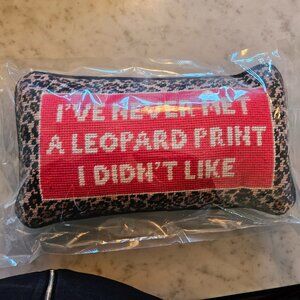 I'VE NEVER MET
A LEOPARD PRINT
I DIDN'T LIKE